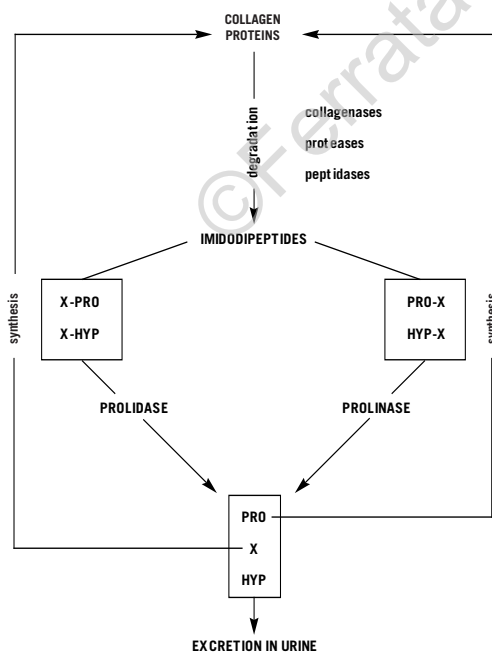 COLLAGEN
PROTEINS
degradation
collagenases
proteases
peptidases
IMIDODIPEPTIDES
synthesis
X-PRO
X-HYP
PRO-X
HYP-X
synthesis
PROLIDASE
PROLINASE
PRO
X
HYP
EXCRETION IN URINE
©Ferrata